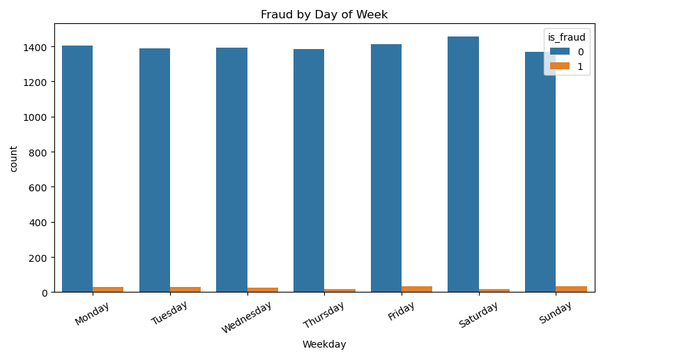 Fraud by Day of Week
is_fraud
0
1
1400
1200
1000
800
600
400
200
0
count
Monday
Tuesday
Wednesday
Thursday
Friday
Saturday
Sunday
Weekday